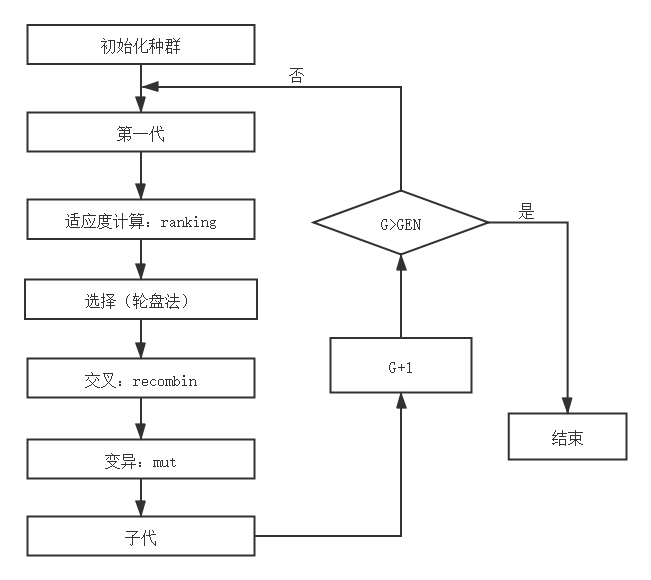 初始化种群
否
第一代
适应度计算：ranking
是
G>GEN
选择（轮盘法）
交叉：recombin
G+1
变异：mut
结束
子代